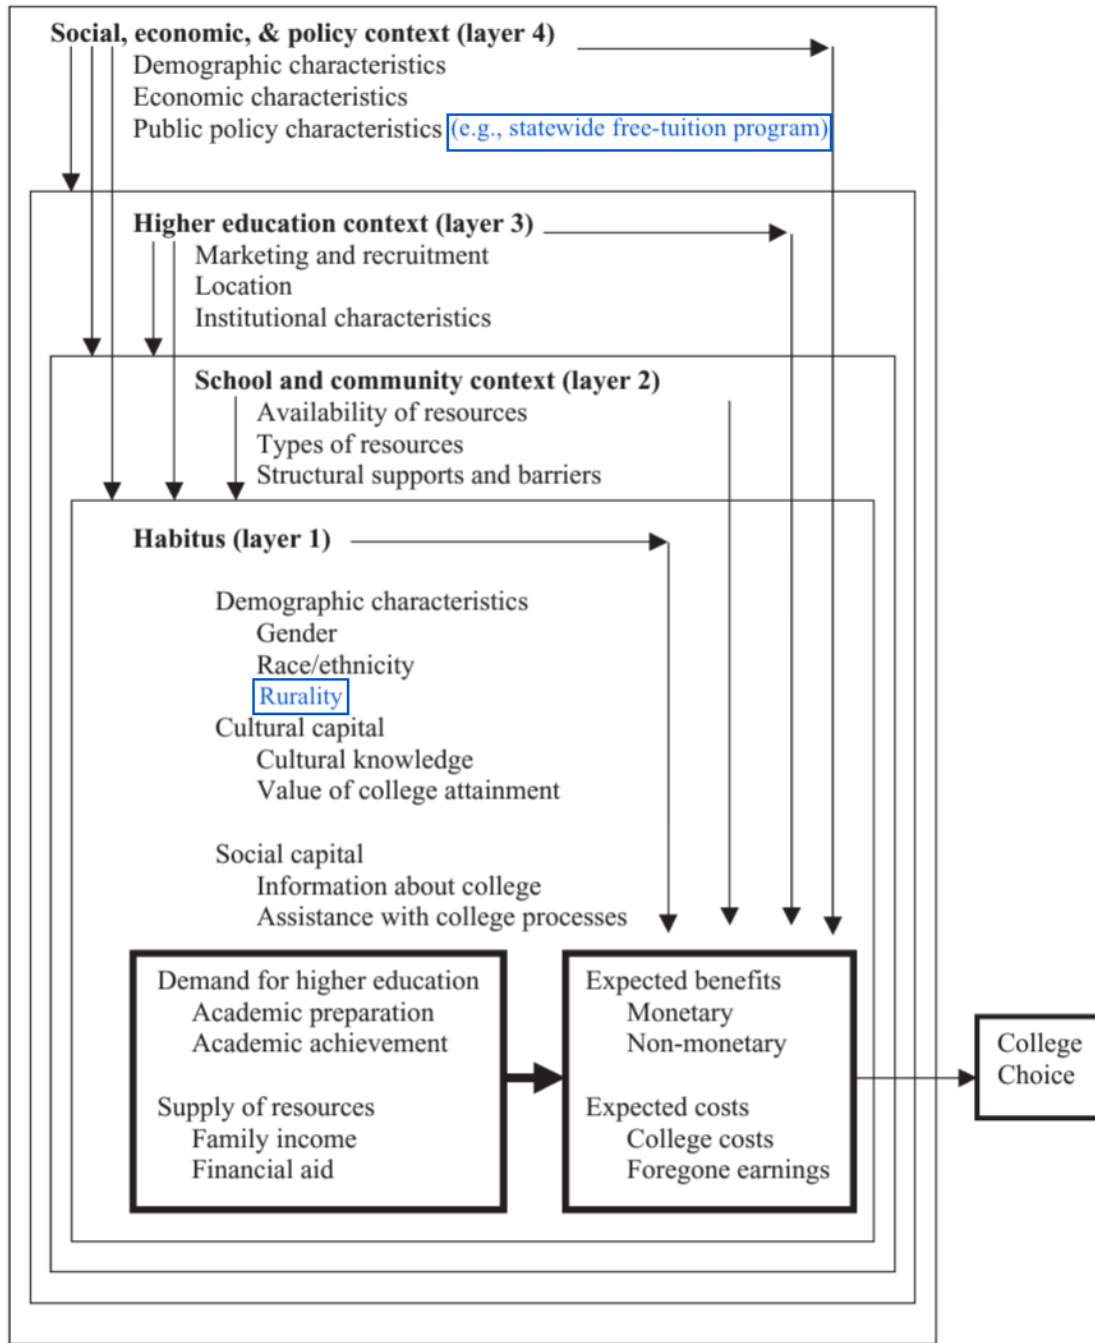 Social, economic, & policy context (layer 4)
Demographic characteristics
Economic characteristics
Public policy characteristics (e.g., statewide free-tuition program)
Higher education context (layer 3)
Marketing and recruitment
Location
Institutional characteristics
School and community context (layer 2)
Availability of resources
Types of resources
Structural supports and barriers
Habitus (layer 1)
Demographic characteristics
Gender
Race/ethnicity
Rurality
Cultural capital
Cultural knowledge
Value of college attainment
Social capital
Information about college
Assistance with college processes
Demand for higher education
Academic preparation
Academic achievement
Supply of resources
Family income
Financial aid
Expected benefits
Monetary
Non-monetary
Expected costs
College costs
Foregone earnings
College
Choice